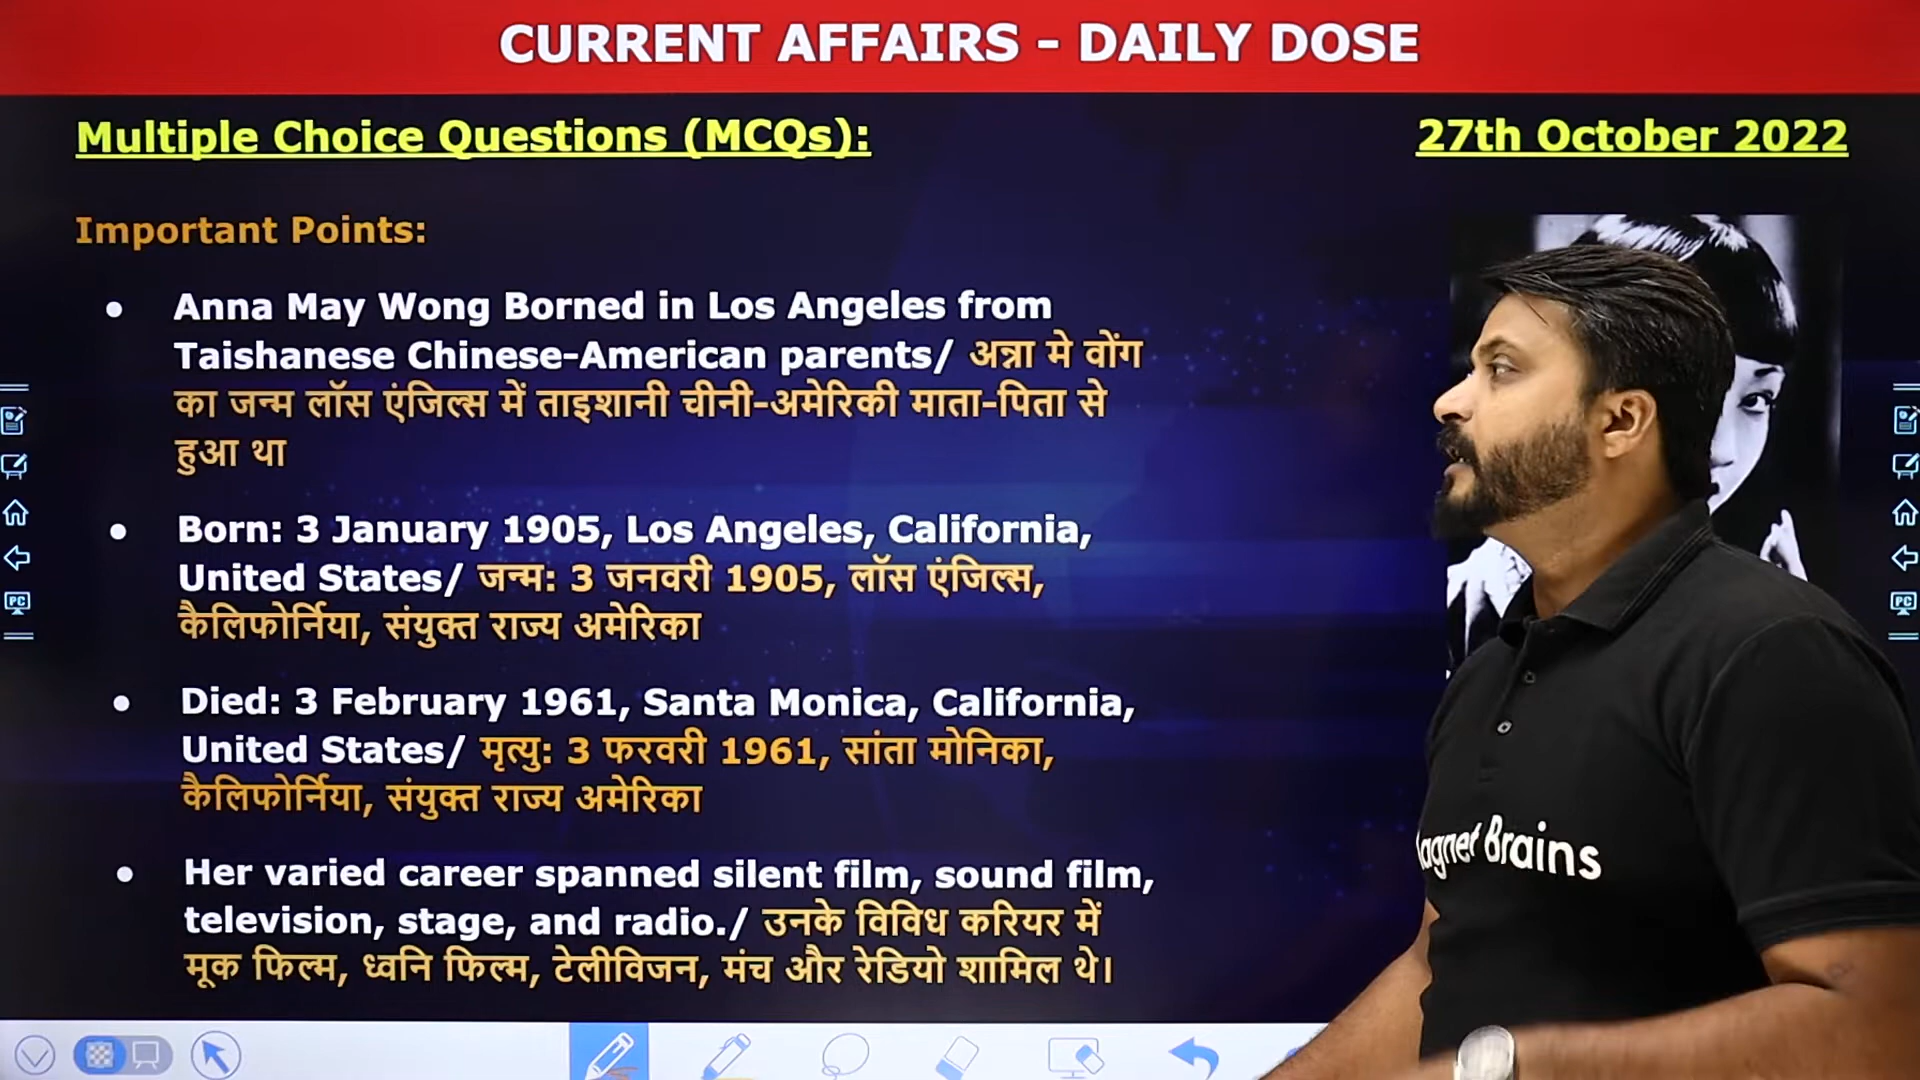 CURRENT AFFAIRS - DAILY DOSE
Multiple Choice Questions (MCQs):
27th October 2022
Important Points:
• Anna May Wong Borned in Los Angeles from
Taishanese Chinese-American parents/ अन्ना मे वोंग
का जन्म लॉस एंजिल्स में ताइशानी चीनी-अमेरिकी माता-पिता से
हुआ था
• Born: 3 January 1905, Los Angeles, California,
United States/ जन्म: 3 जनवरी 1905, लॉस एंजिल्स,
कैलिफोर्निया, संयुक्त राज्य अमेरिका
• Died: 3 February 1961, Santa Monica, California,
United States/ मृत्यु: 3 फरवरी 1961, सांता मोनिका,
कैलिफोर्निया, संयुक्त राज्य अमेरिका
• Her varied career spanned silent film, sound film,
television, stage, and radio./ उनके विविध करियर में
मूक फिल्म, ध्वनि फिल्म, टेलीविजन, मंच और रेडियो शामिल थे।
agnet Brains
PC
PC